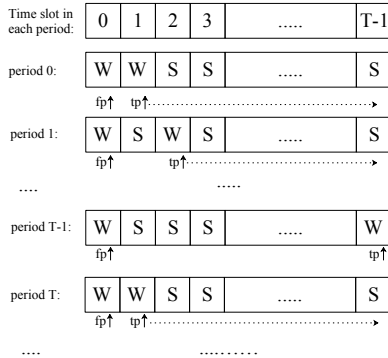 Time slot in each period: 0 1 2 3 ..... T-1
period 0: W W S S ..... S
fp tp
period 1: W S W S ..... S
fp tp
.... .....
period T-1: W S S S ..... W
fp tp
period T: W W S S ..... S
fp tp
.... ...........